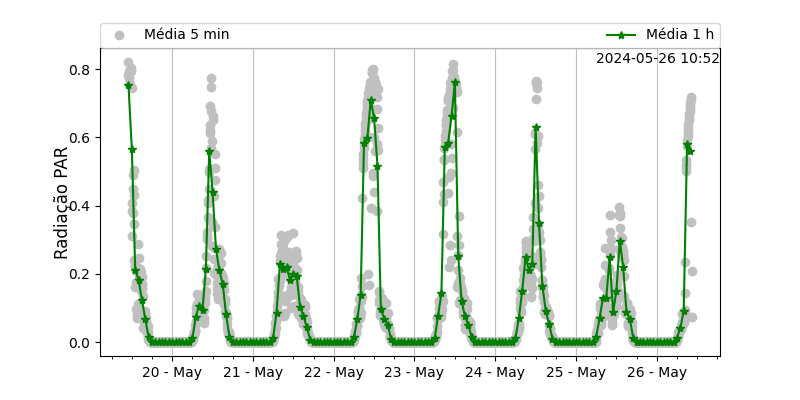 Média 5 min
Média 1 h
2024-05-26 10:52
Radiação PAR
0.8
0.6
0.4
0.2
0.0
20 - May
21 - May
22 - May
23 - May
24 - May
25 - May
26 - May